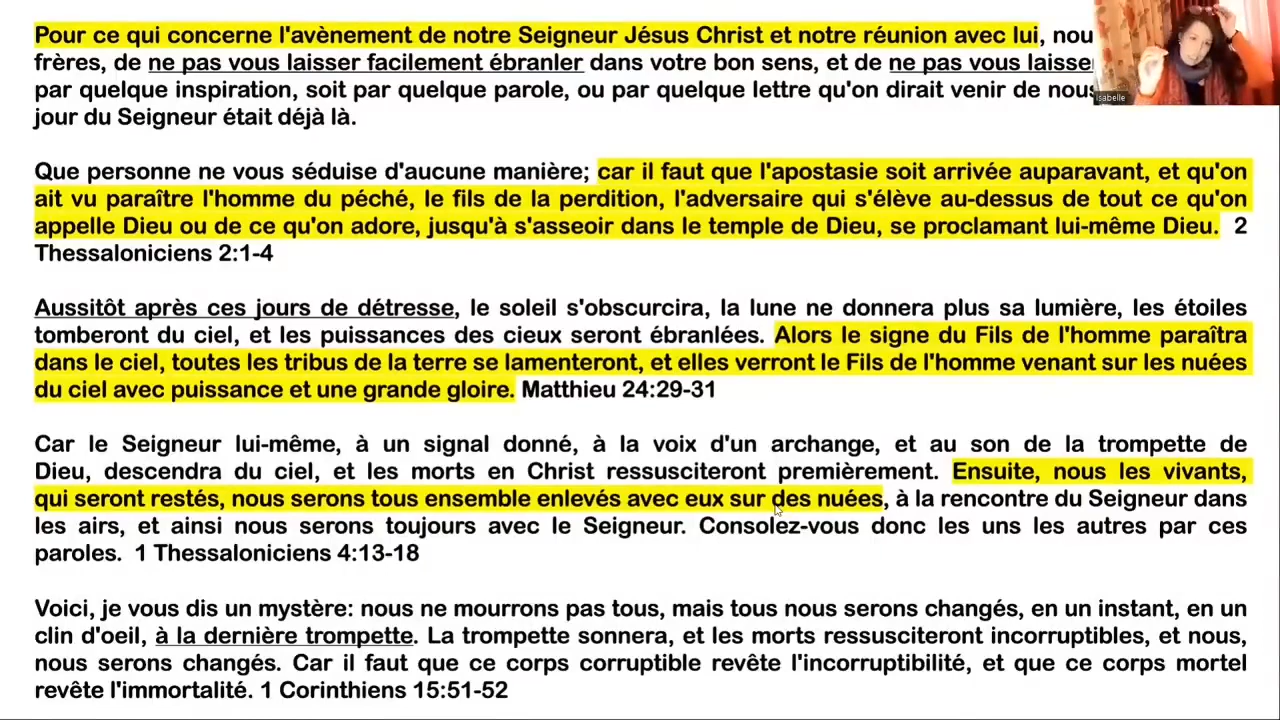 Pour ce qui concerne l'avènement de notre Seigneur Jésus Christ et notre réunion avec lui, nou
frères, de ne pas vous laisser facilement ébranler dans votre bon sens, et de ne pas vous laisse
par quelque inspiration, soit par quelque parole, ou par quelque lettre qu'on dirait venir de nous
jour du Seigneur était déjà là.
Que personne ne vous séduise d'aucune manière; car il faut que l'apostasie soit arrivée auparavant, et qu'on
ait vu paraître l'homme du péché, le fils de la perdition, l'adversaire qui s'élève au-dessus de tout ce qu'on
appelle Dieu ou de ce qu'on adore, jusqu'à s'asseoir dans le temple de Dieu, se proclamant lui-même Dieu. 2
Thessaloniciens 2:1-4
Aussitôt après ces jours de détresse, le soleil s'obscurcira, la lune ne donnera plus sa lumière, les étoiles
tomberont du ciel, et les puissances des cieux seront ébranlées. Alors le signe du Fils de l'homme paraîtra
dans le ciel, toutes les tribus de la terre se lamenteront, et elles verront le Fils de l'homme venant sur les nuées
du ciel avec puissance et une grande gloire. Matthieu 24:29-31
Car le Seigneur lui-même, à un signal donné, à la voix d'un archange, et au son de la trompette de
Dieu, descendra du ciel, et les morts en Christ ressusciteront premièrement. Ensuite, nous les vivants,
qui seront restés, nous serons tous ensemble enlevés avec eux sur des nuées, à la rencontre du Seigneur dans
les airs, et ainsi nous serons toujours avec le Seigneur. Consolez-vous donc les uns les autres par ces
paroles. 1 Thessaloniciens 4:13-18
Voici, je vous dis un mystère: nous ne mourrons pas tous, mais tous nous serons changés, en un instant, en un
clin d'oeil, à la dernière trompette. La trompette sonnera, et les morts ressusciteront incorruptibles, et nous,
nous serons changés. Car il faut que ce corps corruptible revête l'incorruptibilité, et que ce corps mortel
revête l'immortalité. 1 Corinthiens 15:51-52
Isabelle